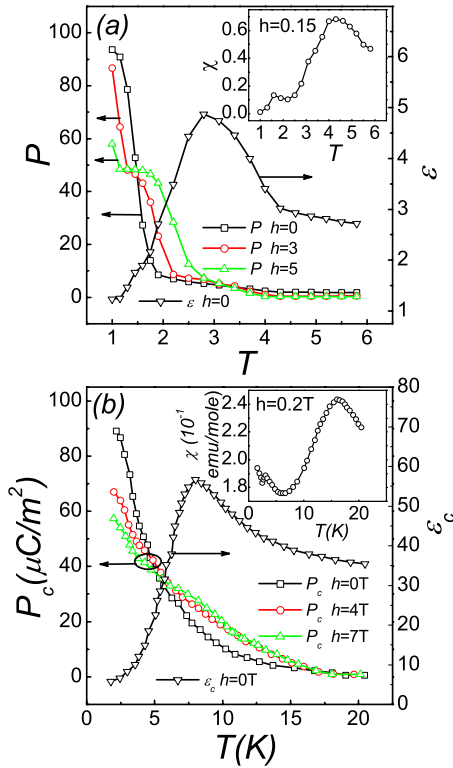 (a)
h=0.15
χ
0.6
0.4
0.2
0.0
1 2 3 4 5 6
T
P
100
80
60
40
20
0
6
5
4
3
2
1
ε
P h=0
P h=3
P h=5
ε h=0
1 2 3 4 5 6
T
(b)
h=0.2T
χ (10⁻¹ emu/mole)
2.4
2.2
2.0
1.8
0 5 10 15 20
T(K)
P_c(μC/m²)
100
80
60
40
20
0
80
70
60
50
40
30
20
10
0
ε_c
P_c h=0T
P_c h=4T
P_c h=7T
ε_c h=0T
0 5 10 15 20
T(K)